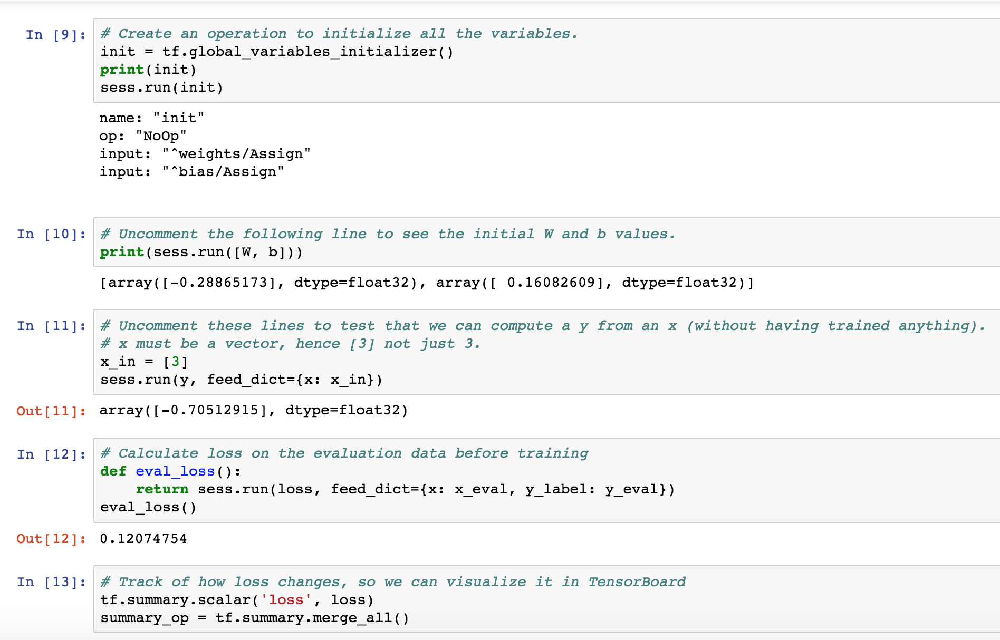 In [9]: # Create an operation to initialize all the variables.
init = tf.global_variables_initializer()
print(init)
sess.run(init)
name: "init"
op: "NoOp"
input: "^weights/Assign"
input: "^bias/Assign"
In [10]: # Uncomment the following line to see the initial W and b values.
print(sess.run([W, b]))
[array([-0.28865173], dtype=float32), array([ 0.16082609], dtype=float32)]
In [11]: # Uncomment these lines to test that we can compute a y from an x (without having trained anything).
# x must be a vector, hence [3] not just 3.
x_in = [3]
sess.run(y, feed_dict={x: x_in})
Out[11]: array([-0.70512915], dtype=float32)
In [12]: # Calculate loss on the evaluation data before training
def eval_loss():
    return sess.run(loss, feed_dict={x: x_eval, y_label: y_eval})
eval_loss()
Out[12]: 0.12074754
In [13]: # Track of how loss changes, so we can visualize it in TensorBoard
tf.summary.scalar('loss', loss)
summary_op = tf.summary.merge_all()